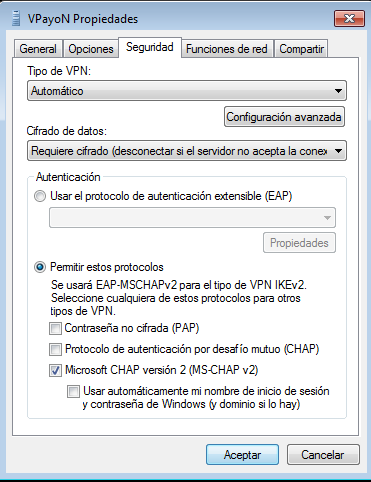 VPayoN Propiedades
General Opciones Seguridad Funciones de red Compartir
Tipo de VPN:
Automático
Configuración avanzada
Cifrado de datos:
Requiere cifrado (desconectar si el servidor no acepta la conex
Autenticación
Usar el protocolo de autenticación extensible (EAP)
Propiedades
Permitir estos protocolos
Se usará EAP-MSCHAPv2 para el tipo de VPN IKEv2.
Seleccione cualquiera de estos protocolos para otros
tipos de VPN.
Contraseña no cifrada (PAP)
Protocolo de autenticación por desafío mutuo (CHAP)
Microsoft CHAP versión 2 (MS-CHAP v2)
Usar automáticamente mi nombre de inicio de sesión
y contraseña de Windows (y dominio si lo hay)
Aceptar Cancelar